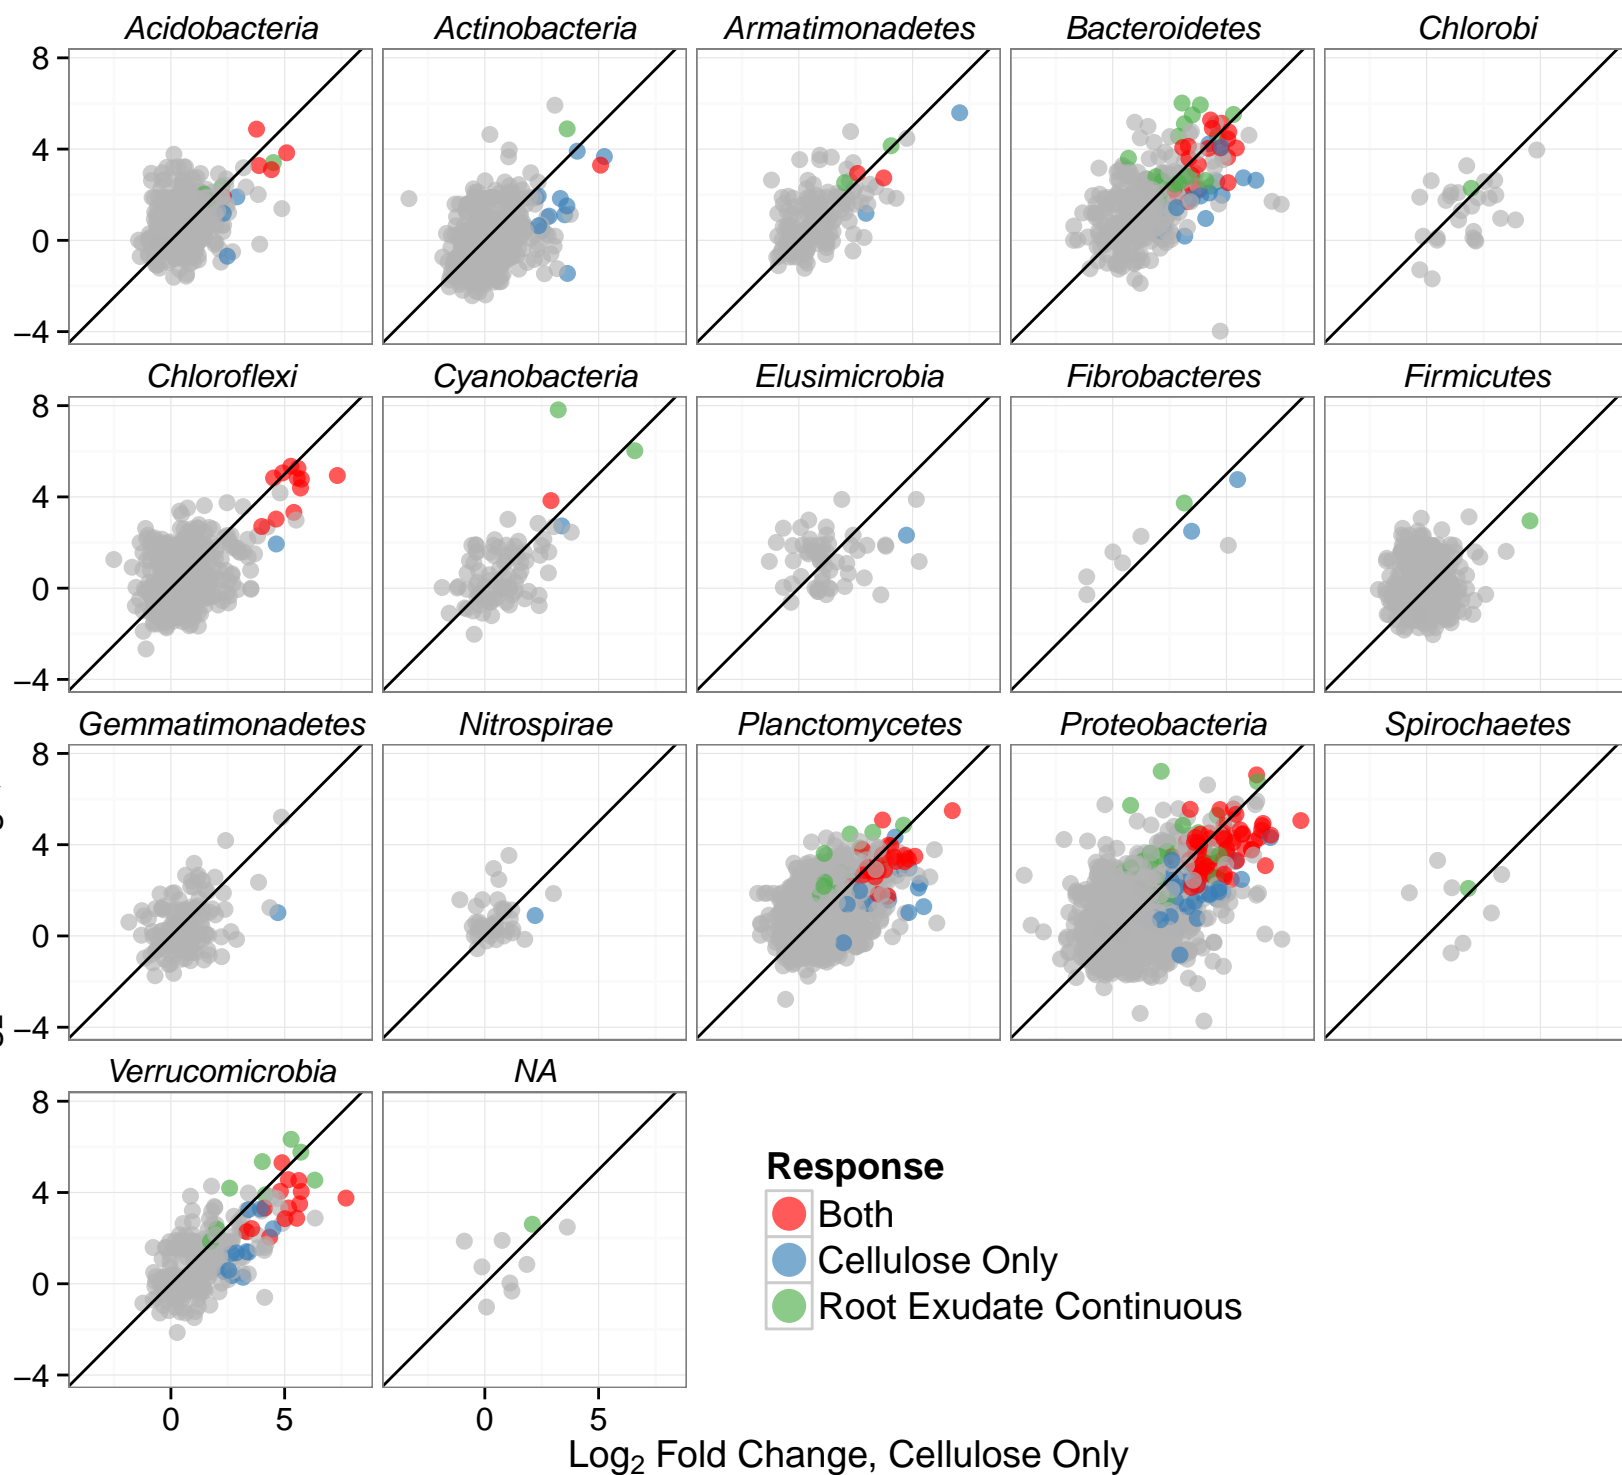 Acidobacteria Actinobacteria Armatimonadetes Bacteroidetes Chlorobi
8
4
0
−4
Chloroflexi Cyanobacteria Elusimicrobia Fibrobacteres Firmicutes
8
4
0
−4
Gemmatimonadetes Nitrospirae Planctomycetes Proteobacteria Spirochaetes
8
4
0
−4
Verrucomicrobia NA
8
4
0
−4
0 5 0 5
Response
Both
Cellulose Only
Root Exudate Continuous
Log2 Fold Change, Cellulose Only